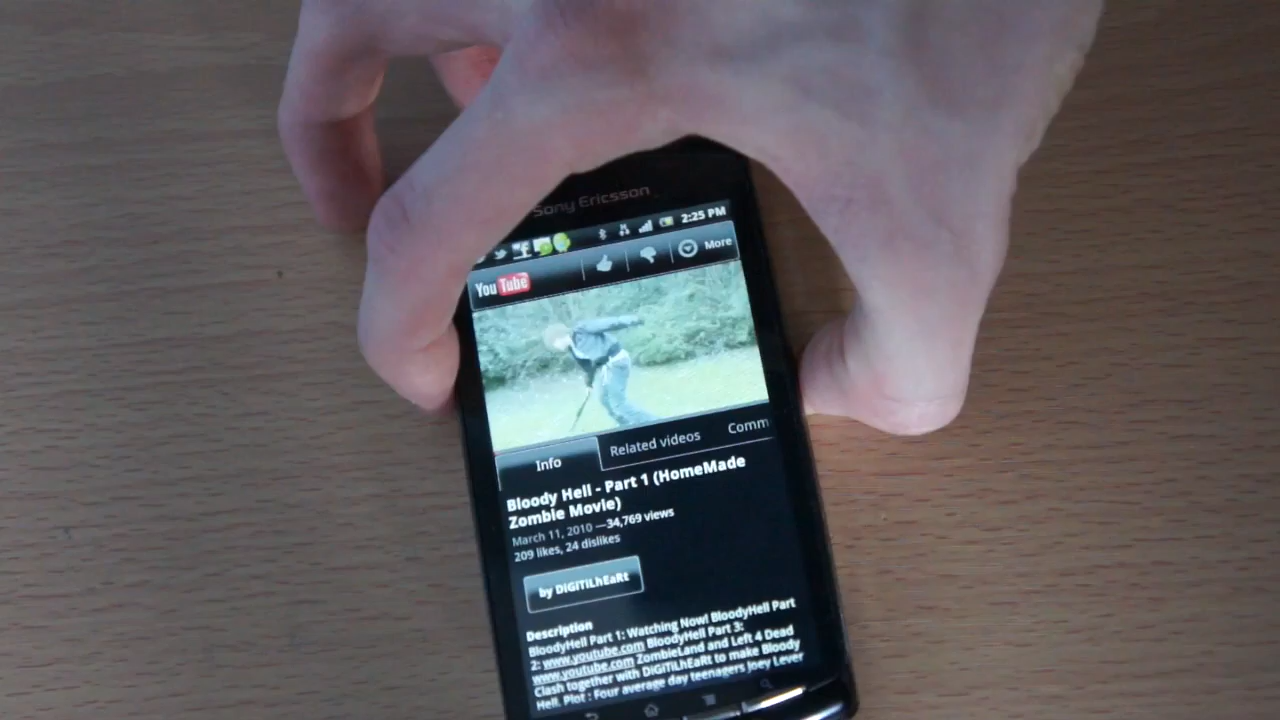 Sony Ericsson
2:25 PM
You Tube
More
Info
Related videos
Comm
Bloody Hell - Part 1 (HomeMade
Zombie Movie)
March 11, 2010 —34,769 views
209 likes, 24 dislikes
by DiGiTiLhEaRt
Description
BloodyHell Part 1: Watching Now! BloodyHell Part
2: www.youtube.com BloodyHell Part 3:
www.youtube.com ZombieLand and Left 4 Dead
Clash together with DiGiTiLhEaRt to make Bloody
Hell. Plot : Four average day teenagers Joey Lever